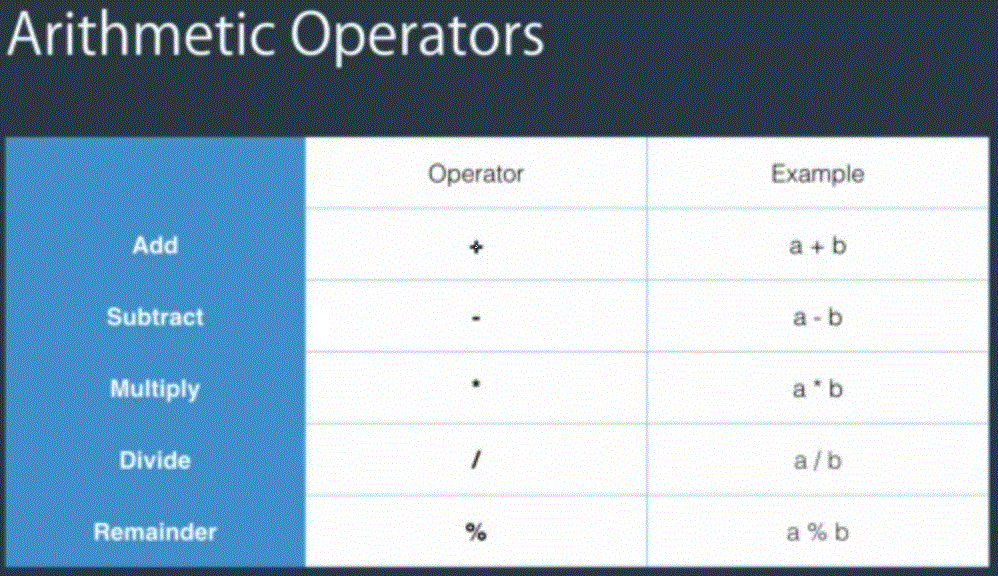 Arithmetic Operators
Operator Example
Add + a + b
Subtract - a - b
Multiply * a * b
Divide / a / b
Remainder % a % b